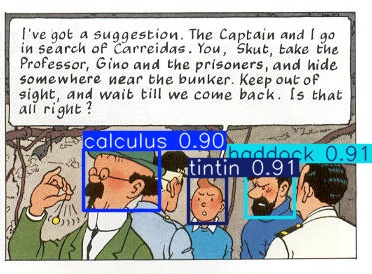 I've got a suggestion. The Captain and I go
in search of Carreidas. You, Skut, take the
Professor, Gino and the prisoners, and hide
somewhere near the bunker. Keep out of
sight, and wait till we come back. Is that
all right?
calculus 0.90
haddock 0.91
tintin 0.91